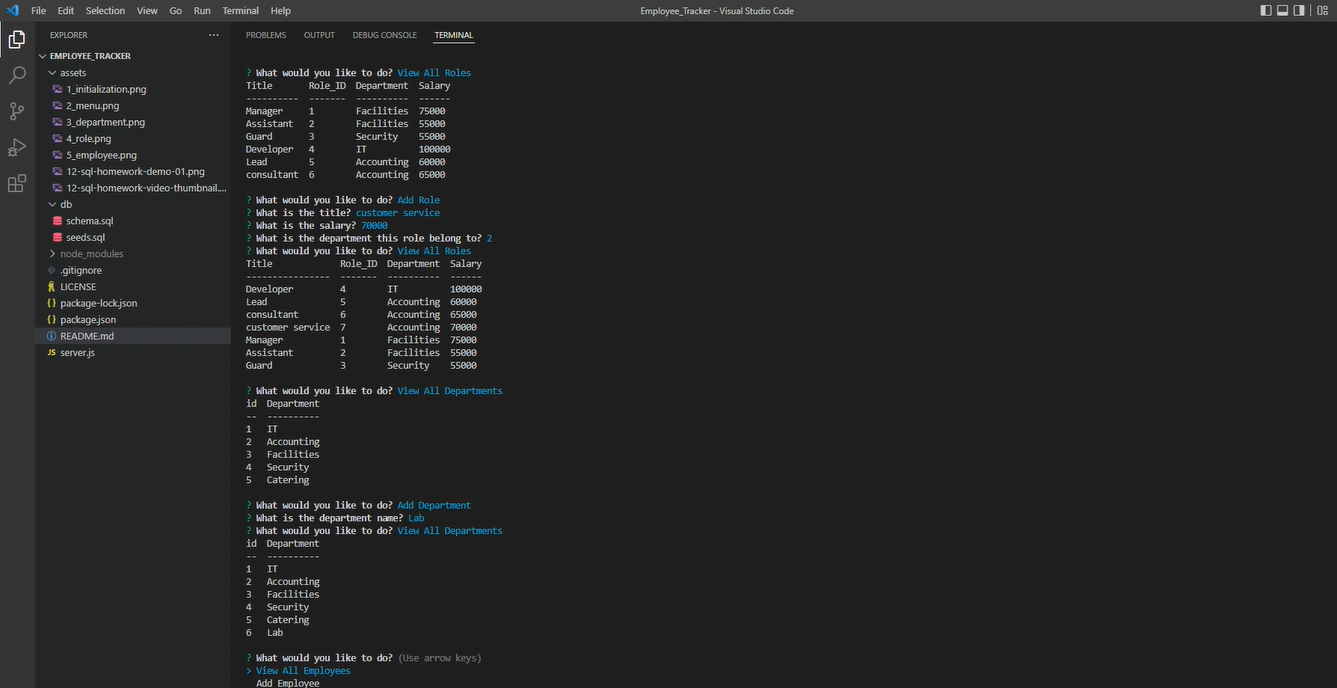 File Edit Selection View Go Run Terminal Help
Employee_Tracker - Visual Studio Code
EXPLORER
EMPLOYEE_TRACKER
assets
1_initialization.png
2_menu.png
3_department.png
4_role.png
5_employee.png
12-sql-homework-demo-01.png
12-sql-homework-video-thumbnail....
db
schema.sql
seeds.sql
node_modules
.gitignore
LICENSE
package-lock.json
package.json
README.md
JS server.js
PROBLEMS OUTPUT DEBUG CONSOLE TERMINAL
? What would you like to do? View All Roles
Title Role_ID Department Salary
---------- ------- ---------- ------
Manager 1 Facilities 75000
Assistant 2 Facilities 55000
Guard 3 Security 55000
Developer 4 IT 100000
Lead 5 Accounting 60000
consultant 6 Accounting 65000
? What would you like to do? Add Role
? What is the title? customer service
? What is the salary? 70000
? What is the department this role belong to? 2
? What would you like to do? View All Roles
Title Role_ID Department Salary
---------------- ------- ---------- ------
Developer 4 IT 100000
Lead 5 Accounting 60000
consultant 6 Accounting 65000
customer service 7 Accounting 70000
Manager 1 Facilities 75000
Assistant 2 Facilities 55000
Guard 3 Security 55000
? What would you like to do? View All Departments
id Department
-- ----------
1 IT
2 Accounting
3 Facilities
4 Security
5 Catering
? What would you like to do? Add Department
? What is the department name? Lab
? What would you like to do? View All Departments
id Department
-- ----------
1 IT
2 Accounting
3 Facilities
4 Security
5 Catering
6 Lab
? What would you like to do? (Use arrow keys)
> View All Employees
Add Employee